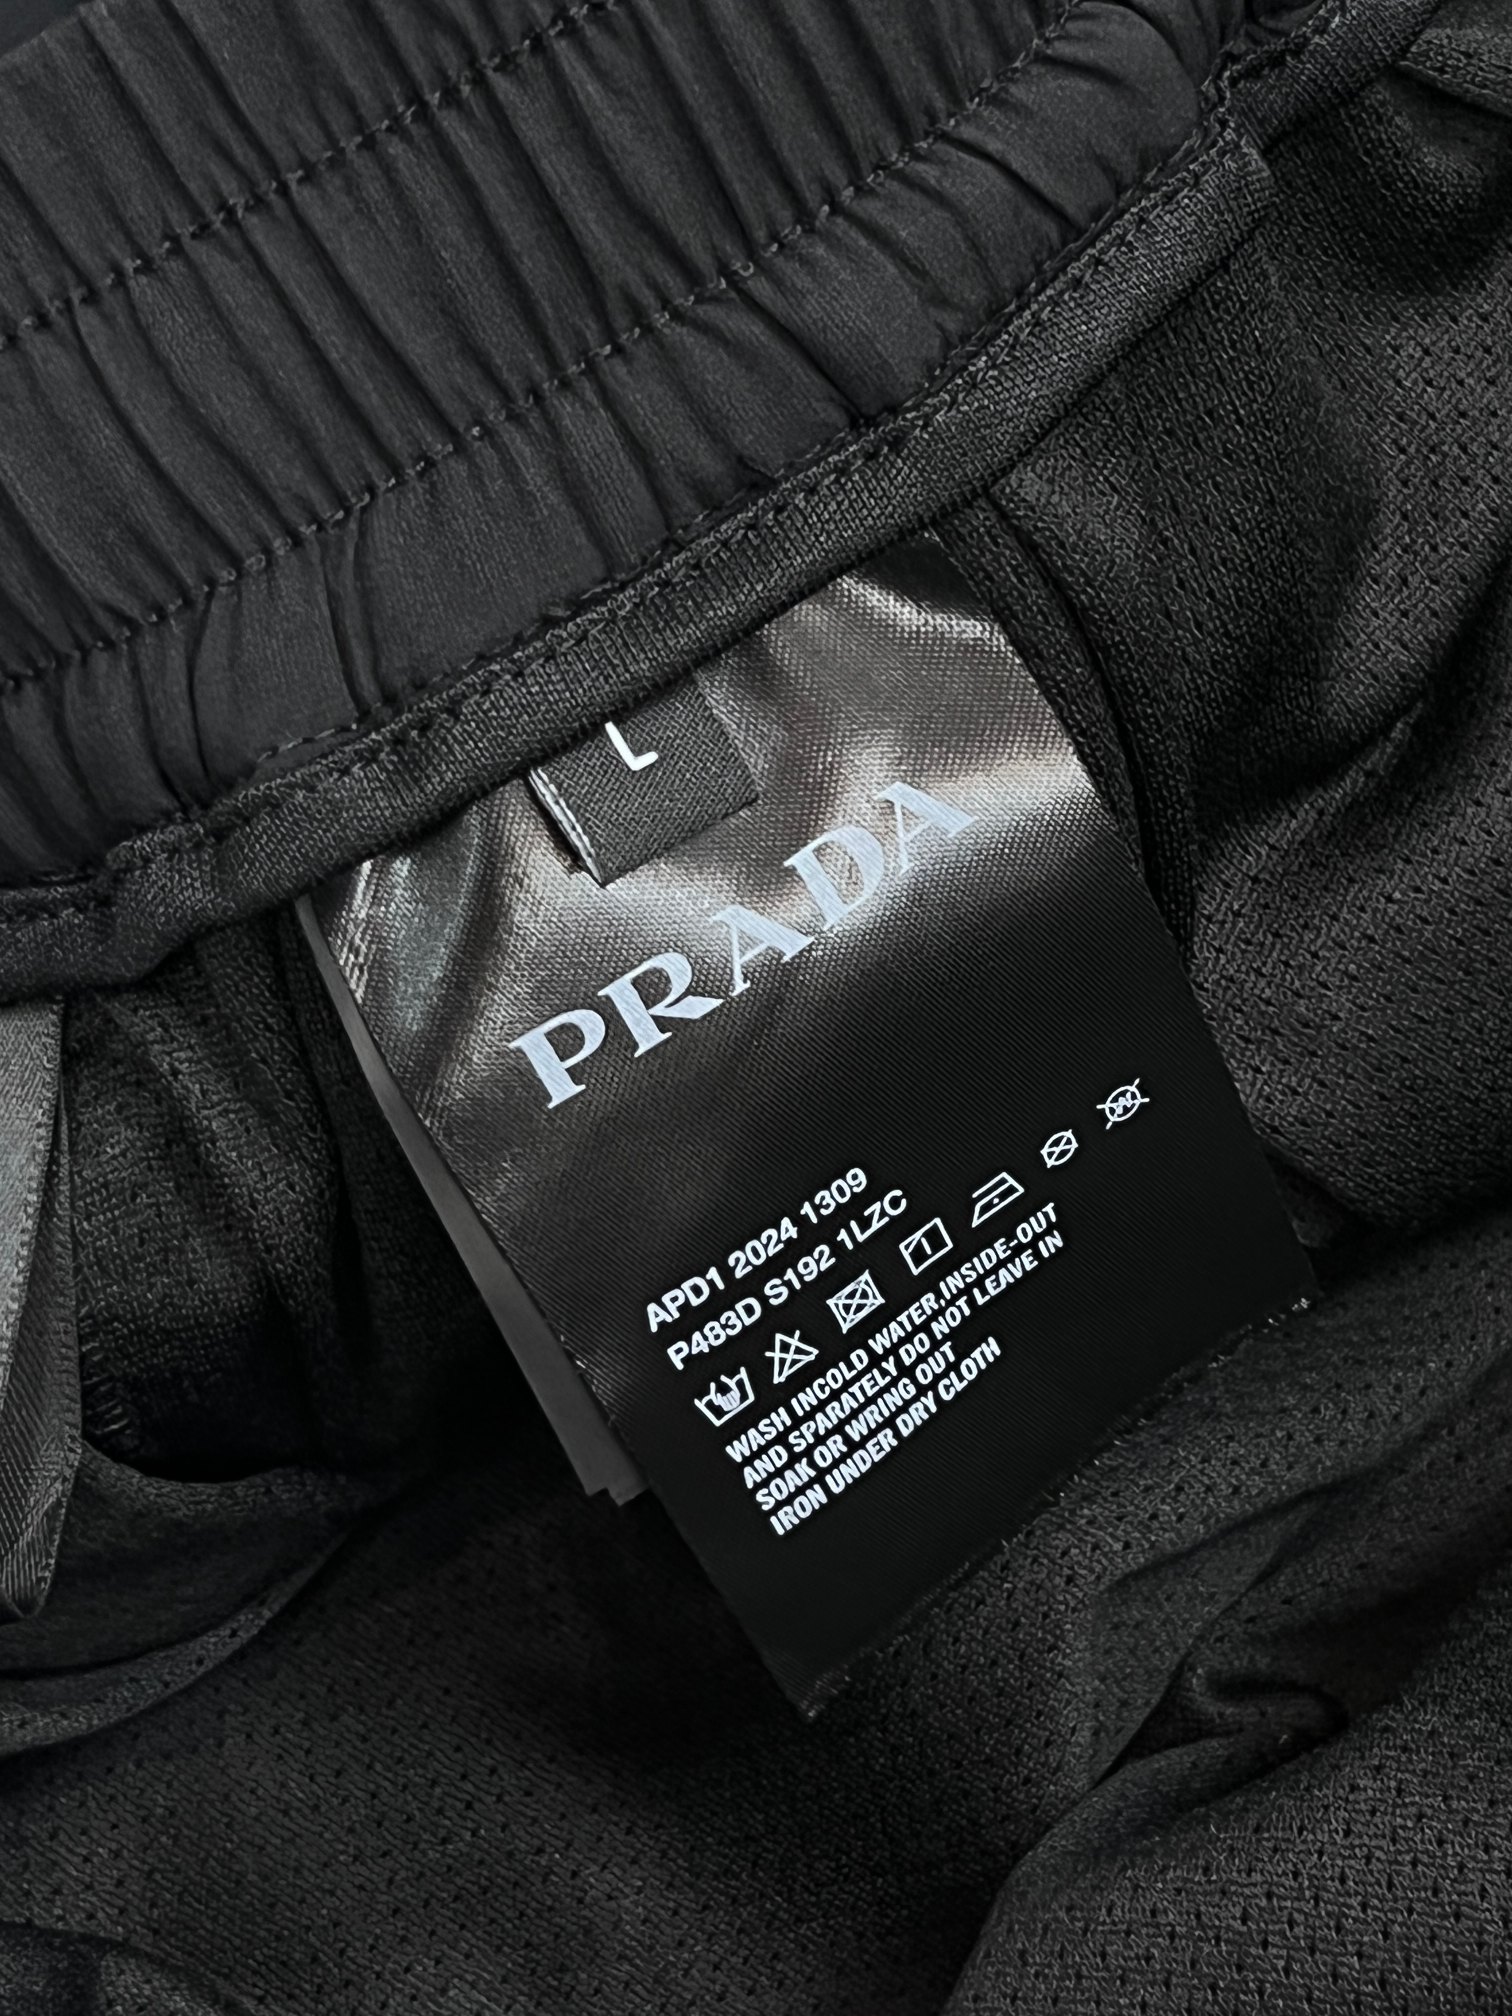 L
PRADA
APD1 2024 1309
P483D S192 1LZC
WASH INCOLD WATER,INSIDE-OUT
AND SPARATELY DO NOT LEAVE IN
SOAK OR WRING OUT
IRON UNDER DRY CLOTH